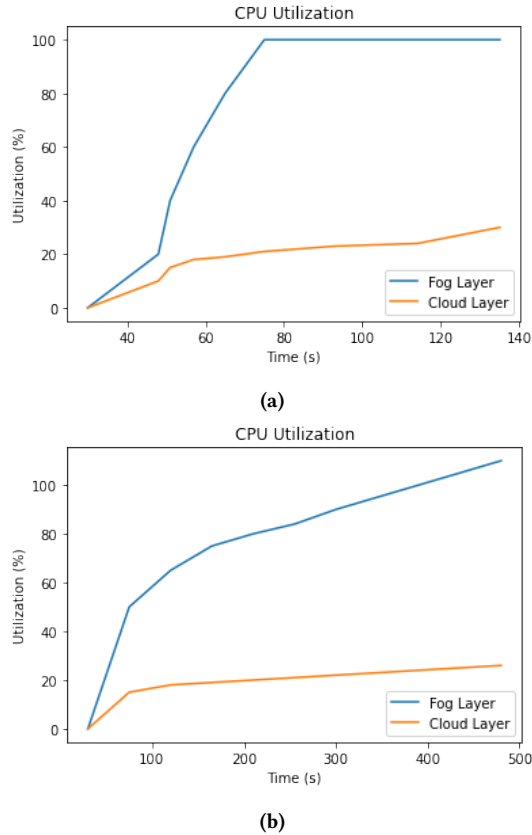 CPU Utilization
100
80
60
40
20
0
Utilization (%)
Fog Layer
Cloud Layer
40 60 80 100 120 140
Time (s)
(a)
CPU Utilization
100
80
60
40
20
0
Utilization (%)
Fog Layer
Cloud Layer
100 200 300 400 500
Time (s)
(b)